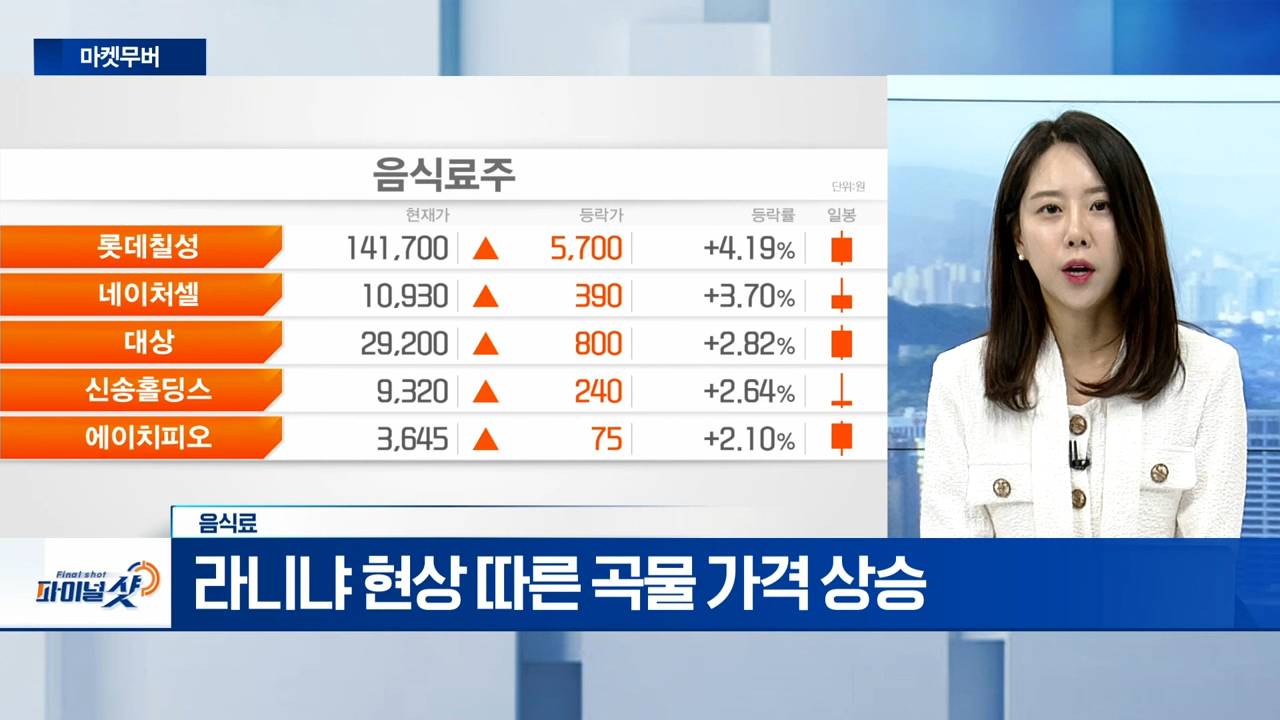 마켓무버
음식료주
단위:원
현재가 등락가 등락률 일봉
롯데칠성 141,700 ▲ 5,700 +4.19%
네이처셀 10,930 ▲ 390 +3.70%
대상 29,200 ▲ 800 +2.82%
신송홀딩스 9,320 ▲ 240 +2.64%
에이치피오 3,645 ▲ 75 +2.10%
음식료
Final shot
파이널샷
라니냐 현상 따른 곡물 가격 상승